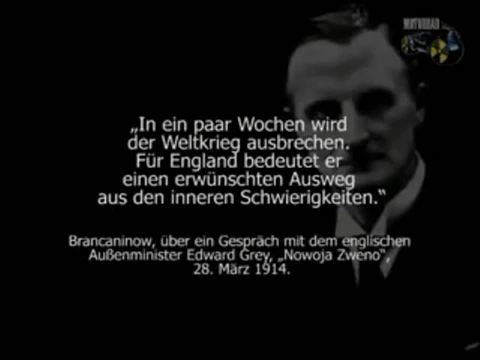 MOTORRAD
„In ein paar Wochen wird
der Weltkrieg ausbrechen.
Für England bedeutet er
einen erwünschten Ausweg
aus den inneren Schwierigkeiten.“
Brancaninow, über ein Gespräch mit dem englischen
Außenminister Edward Grey, „Nowoja Zweno“,
28. März 1914.